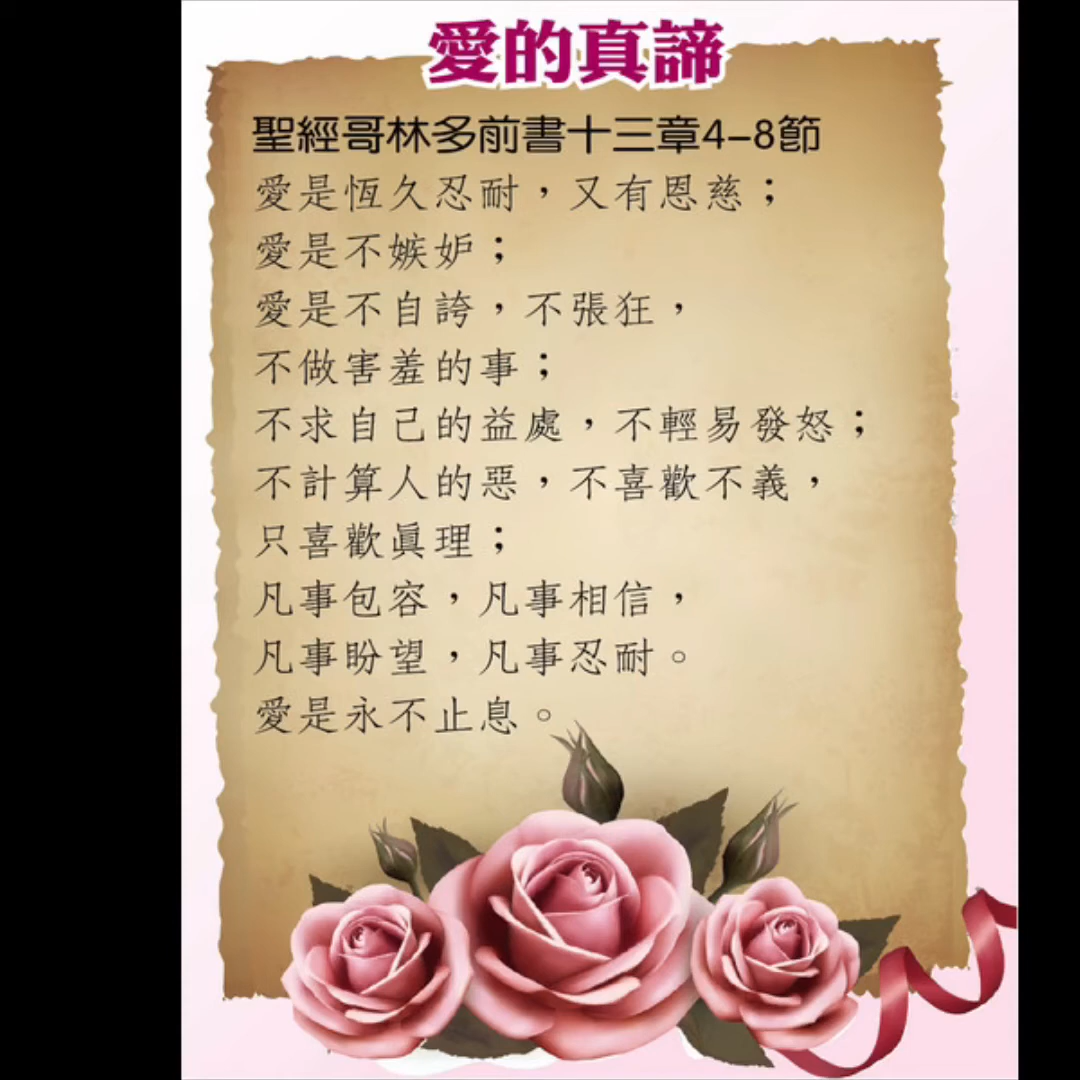 愛的真諦
聖經哥林多前書十三章4-8節
愛是恆久忍耐，又有恩慈；
愛是不嫉妒；
愛是不自誇，不張狂，
不做害羞的事；
不求自己的益處，不輕易發怒；
不計算人的惡，不喜歡不義，
只喜歡眞理；
凡事包容，凡事相信，
凡事盼望，凡事忍耐。
愛是永不止息。